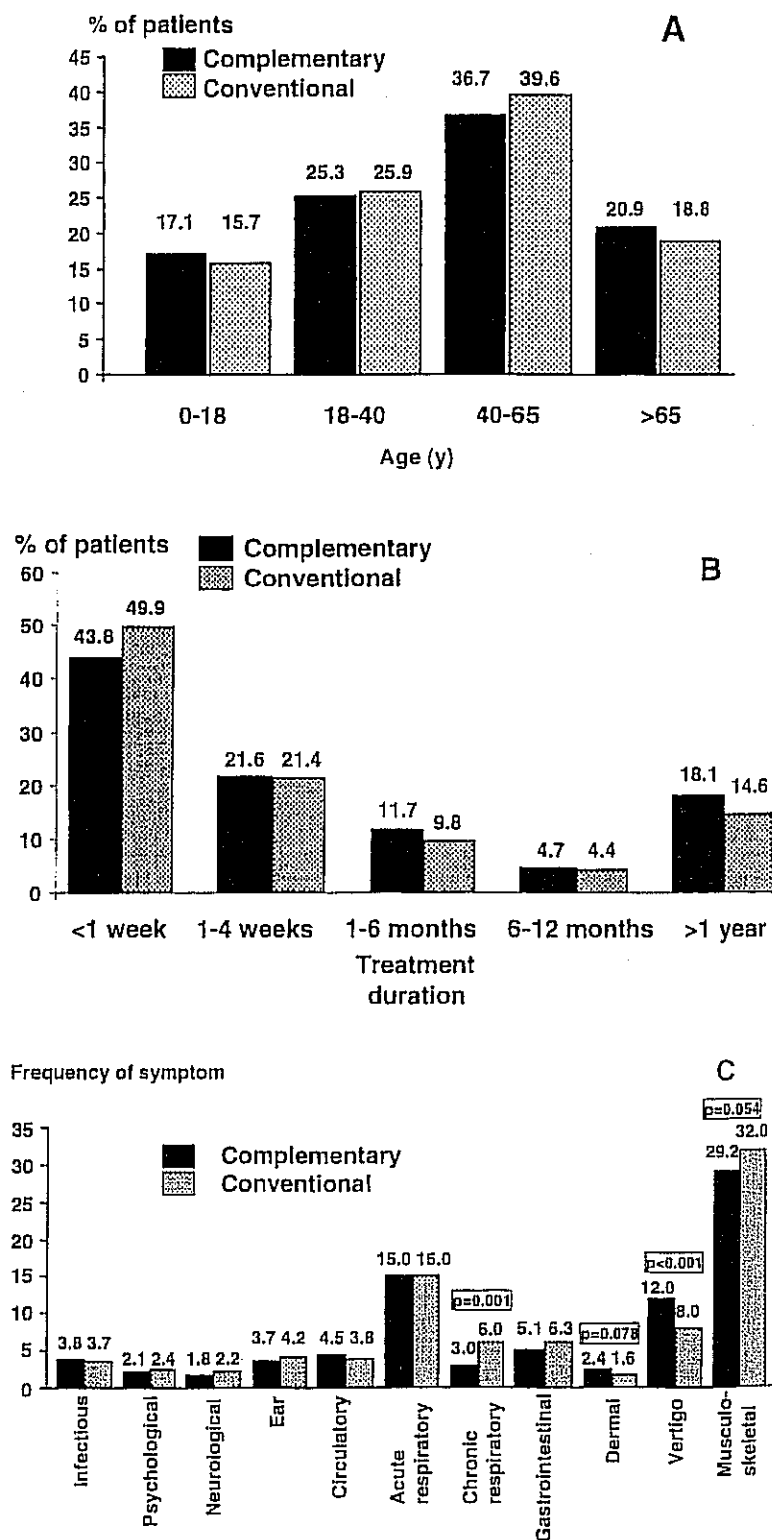 % of patients
A
Complementary
Conventional
45
40
35
30
25
20
15
10
5
0
17.1 15.7
25.3 25.9
36.7 39.6
20.9 18.8
0-18 18-40 40-65 >65
Age (y)
% of patients
B
Complementary
Conventional
60
50
40
30
20
10
0
43.8 49.9
21.6 21.4
11.7 9.8
4.7 4.4
18.1 14.6
<1 week 1-4 weeks 1-6 months 6-12 months >1 year
Treatment
duration
Frequency of symptom
C
Complementary
Conventional
35
30
25
20
15
10
5
0
3.8 3.7
2.1 2.4
1.8 2.2
3.7 4.2
4.5 3.8
15.0 15.0
p=0.001
3.0 6.0
5.1 6.3
p=0.078
2.4 1.6
p<0.001
12.0 8.0
p=0.054
29.2 32.0
Infectious
Psychological
Neurological
Ear
Circulatory
Acute
respiratory
Chronic
respiratory
Gastrointestinal
Dermal
Vertigo
Musculo-
skeletal